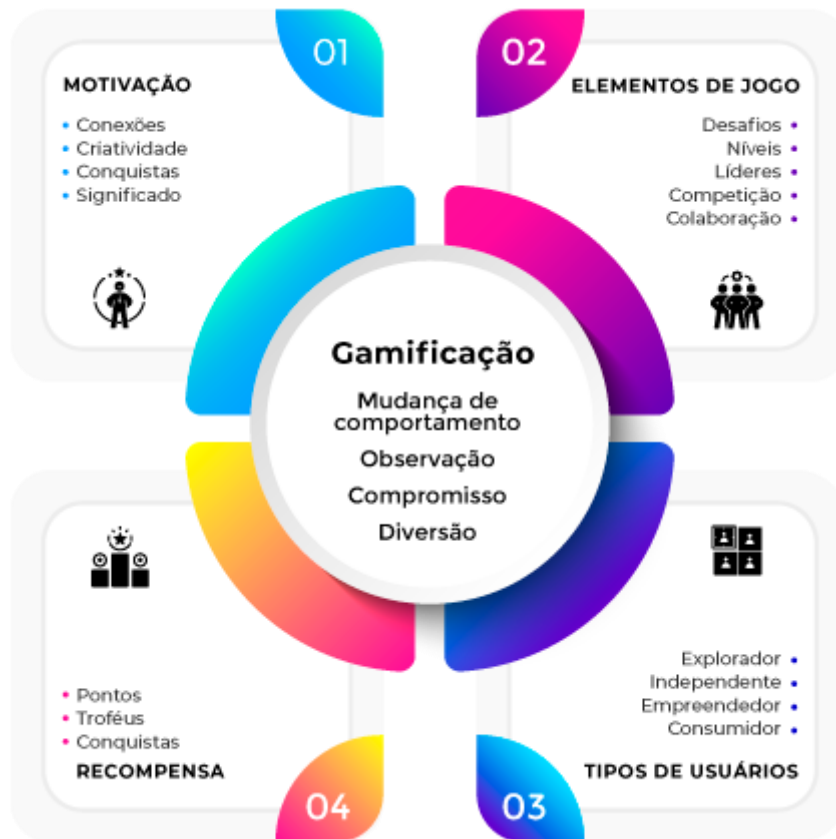 01
MOTIVAÇÃO
• Conexões
• Criatividade
• Conquistas
• Significado
02
ELEMENTOS DE JOGO
Desafios •
Níveis •
Líderes •
Competição •
Colaboração •
Gamificação
Mudança de
comportamento
Observação
Compromisso
Diversão
Explorador •
Independente •
Empreendedor •
Consumidor •
TIPOS DE USUÁRIOS
03
• Pontos
• Troféus
• Conquistas
RECOMPENSA
04